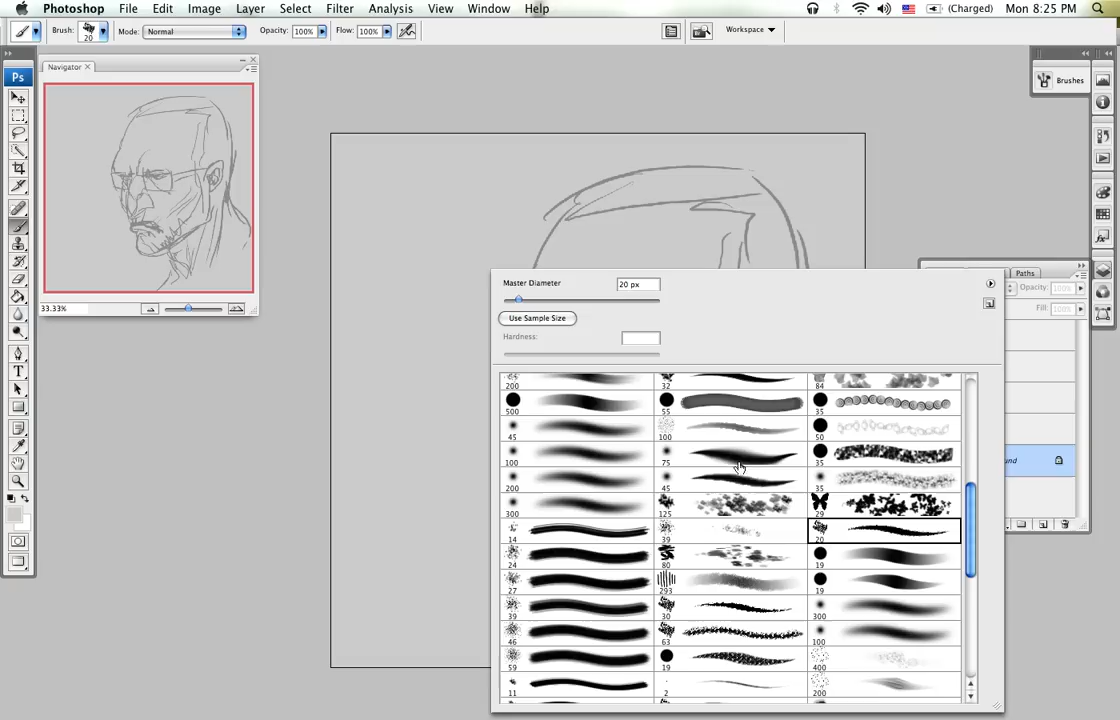 Photoshop File Edit Image Layer Select Filter Analysis View Window Help (Charged) Mon 8:25 PM
Brush: 20 Mode: Normal Opacity: 100% Flow: 100% Workspace
Navigator
Ps
Brushes
33.33%
Paths
Opacity: 100%
Fill: 100%
Master Diameter 20 px
Use Sample Size
Hardness:
200 32 84
500 55 35
45 100 50
100 75 35
200 45 35
300 125 29
14 39 20
24 80 19
27 293 19
39 30 300
46 63 100
59 19 400
11 2 200
T